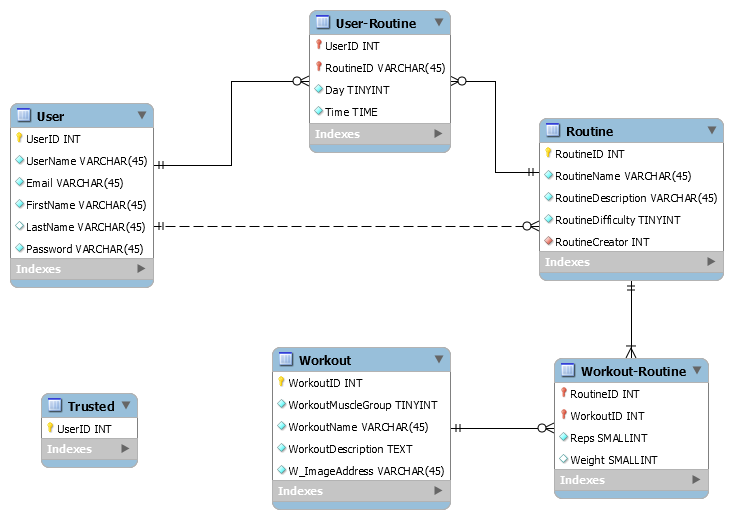 User-Routine
UserID INT
RoutineID VARCHAR(45)
Day TINYINT
Time TIME
Indexes
User
UserID INT
UserName VARCHAR(45)
Email VARCHAR(45)
FirstName VARCHAR(45)
LastName VARCHAR(45)
Password VARCHAR(45)
Indexes
Routine
RoutineID INT
RoutineName VARCHAR(45)
RoutineDescription VARCHAR(45)
RoutineDifficulty TINYINT
RoutineCreator INT
Indexes
Workout
WorkoutID INT
WorkoutMuscleGroup TINYINT
WorkoutName VARCHAR(45)
WorkoutDescription TEXT
W_ImageAddress VARCHAR(45)
Indexes
Workout-Routine
RoutineID INT
WorkoutID INT
Reps SMALLINT
Weight SMALLINT
Indexes
Trusted
UserID INT
Indexes